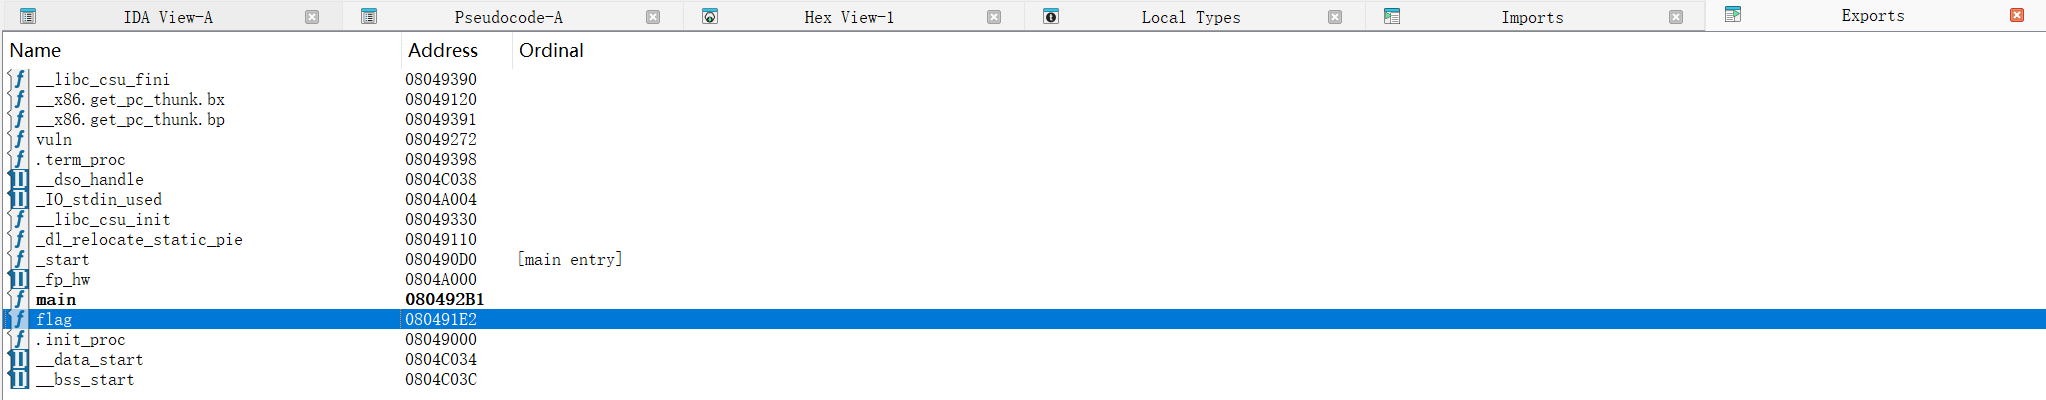 IDA View-A Pseudocode-A Hex View-1 Local Types Imports Exports
Name Address Ordinal
f __libc_csu_fini 08049390
f __x86.get_pc_thunk.bx 08049120
f __x86.get_pc_thunk.bp 08049391
f vuln 08049272
f .term_proc 08049398
__dso_handle 0804C038
_IO_stdin_used 0804A004
f __libc_csu_init 08049330
f _dl_relocate_static_pie 08049110
f _start 080490D0 [main entry]
_fp_hw 0804A000
f main 080492B1
f flag 080491E2
f .init_proc 08049000
__data_start 0804C034
__bss_start 0804C03C